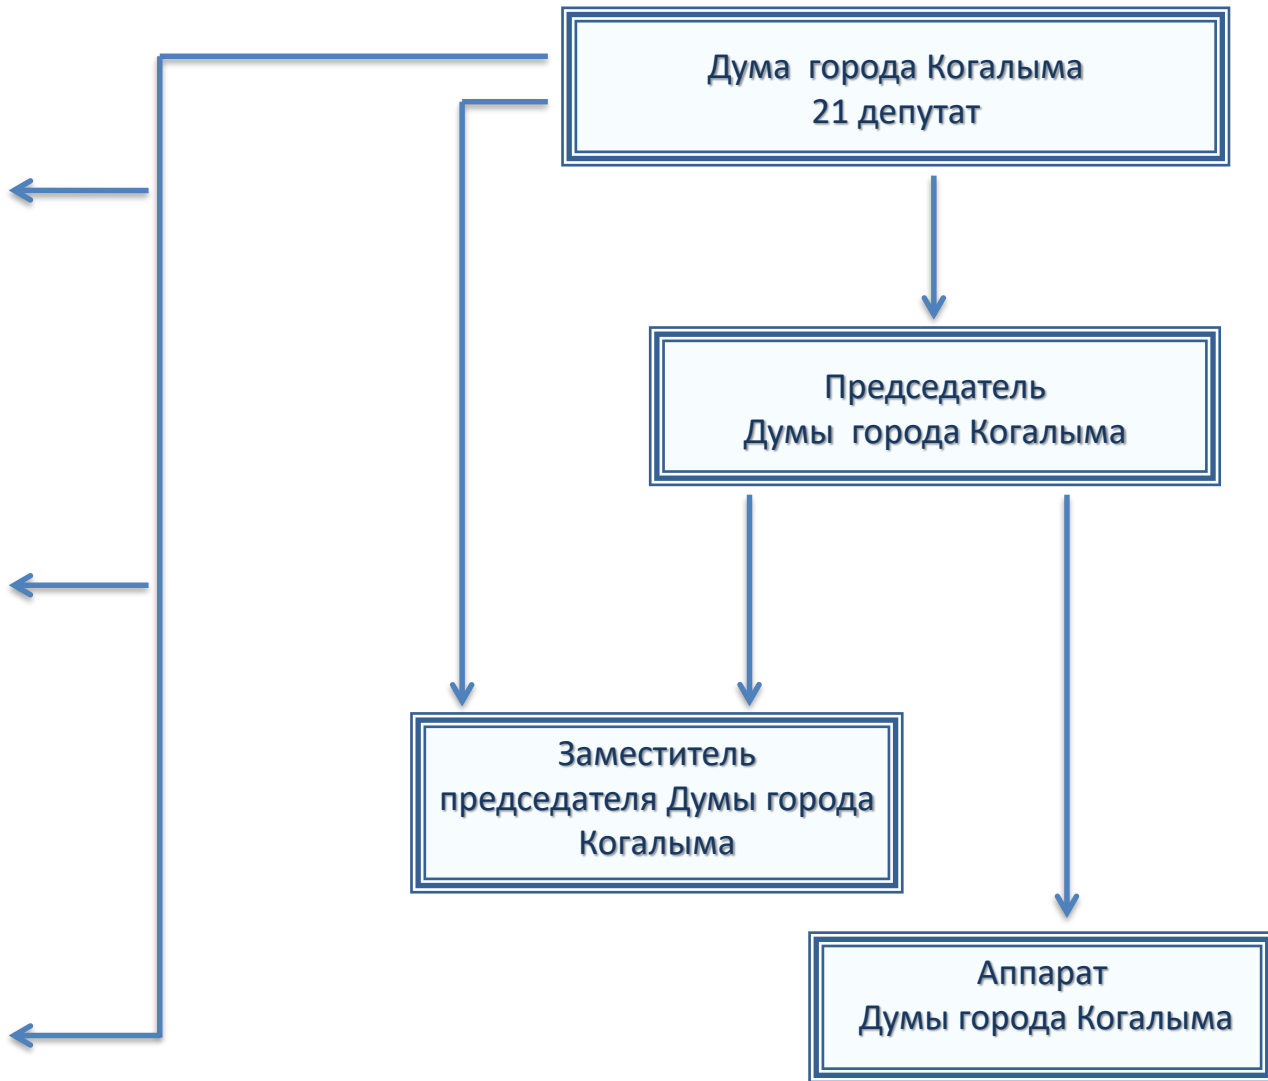 Дума города Когалыма
21 депутат
Председатель
Думы города Когалыма
Заместитель
председателя Думы города
Когалыма
Аппарат
Думы города Когалыма